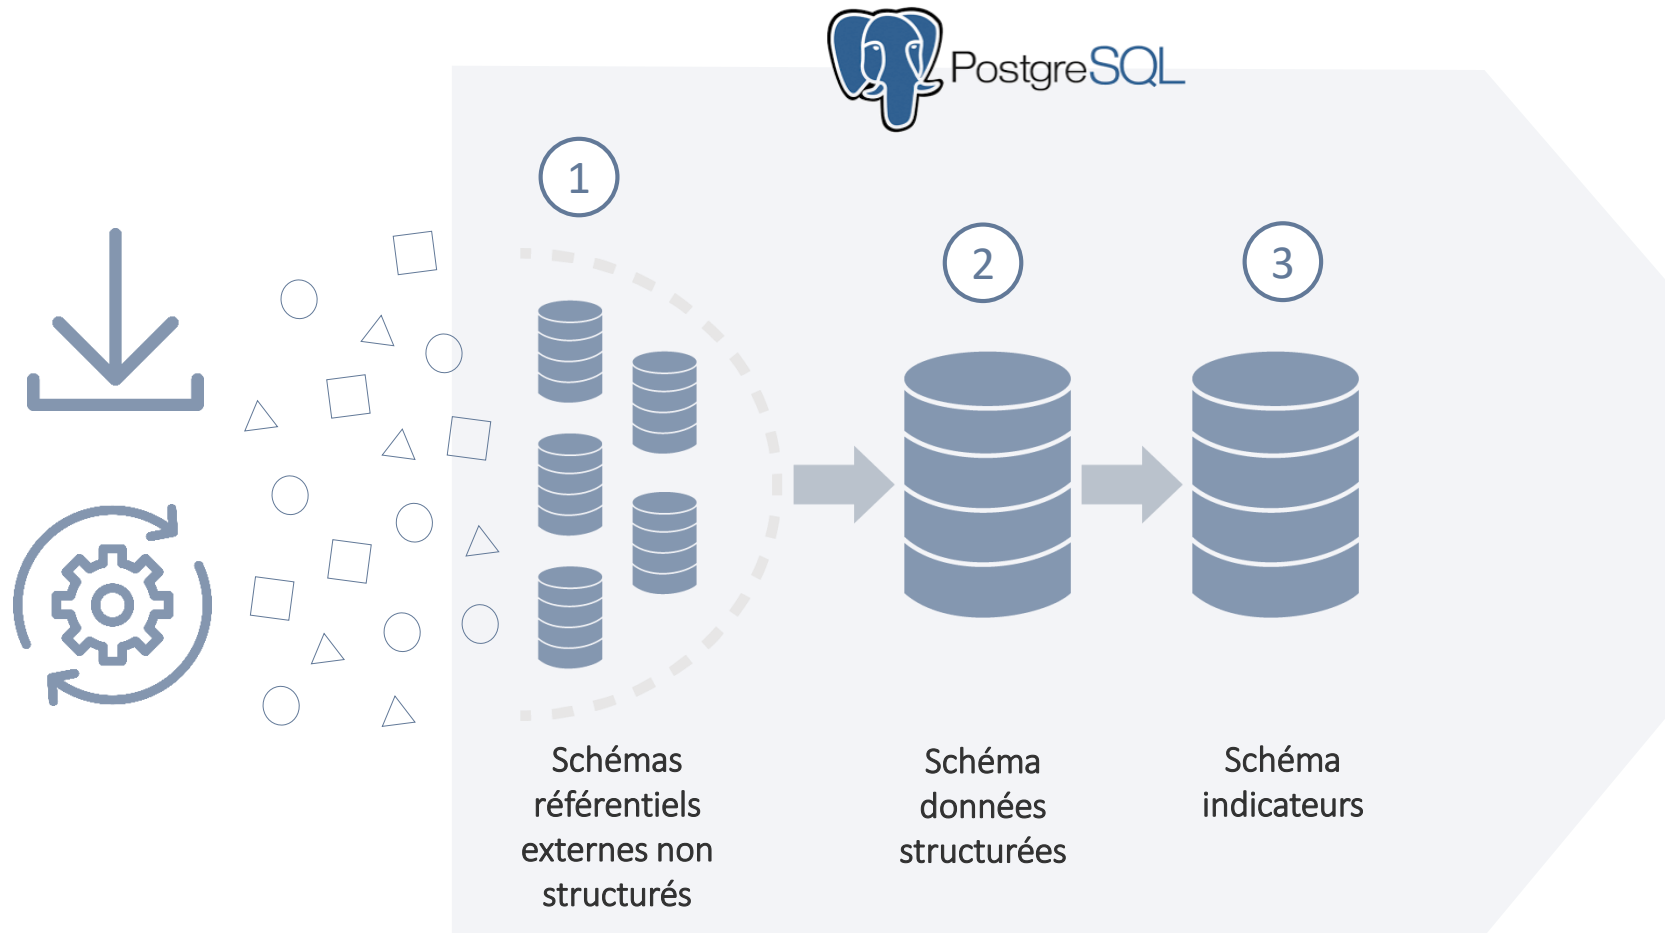 PostgreSQL
1
2
3
Schémas
référentiels
externes non
structurés
Schéma
données
structurées
Schéma
indicateurs